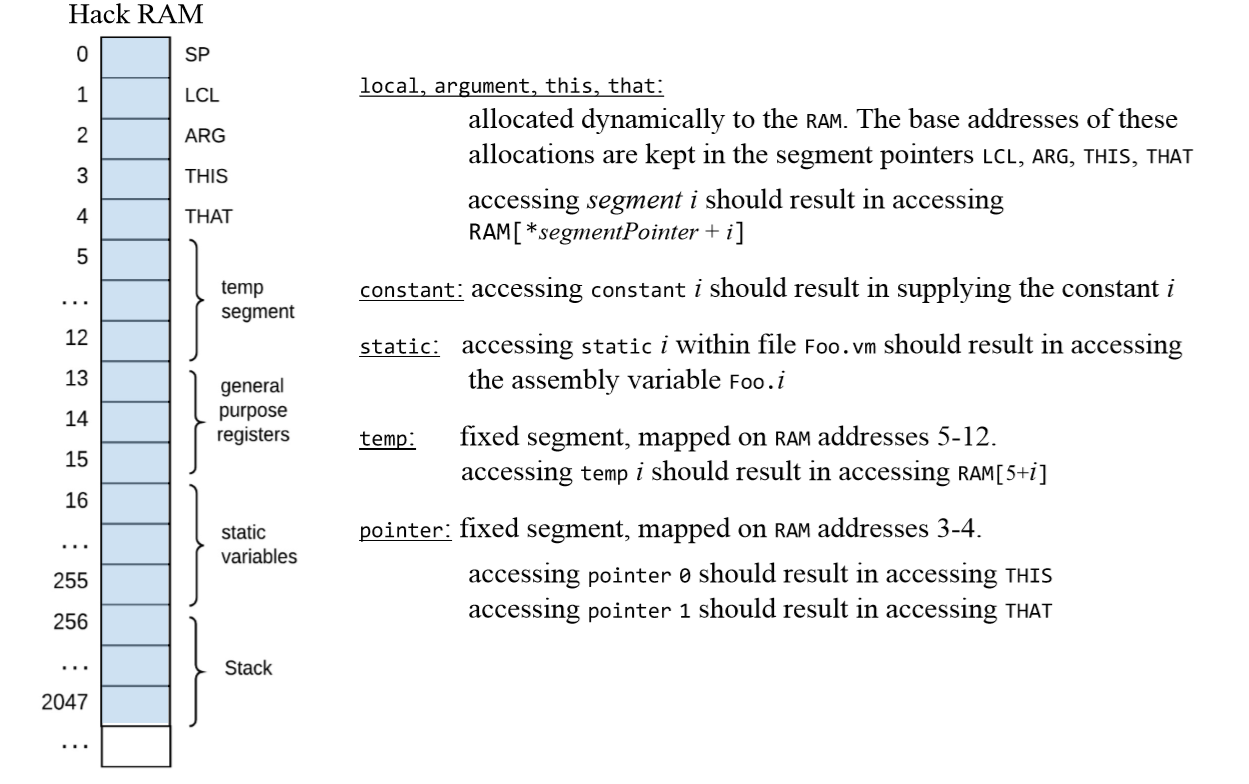 Hack RAM
0 SP
1 LCL
2 ARG
3 THIS
4 THAT
5
...
12
temp
segment
13
14
15
general
purpose
registers
16
...
255
static
variables
256
...
2047
Stack
...
local, argument, this, that:
allocated dynamically to the RAM. The base addresses of these
allocations are kept in the segment pointers LCL, ARG, THIS, THAT
accessing segment i should result in accessing
RAM[*segmentPointer + i]
constant: accessing constant i should result in supplying the constant i
static: accessing static i within file Foo.vm should result in accessing
the assembly variable Foo.i
temp: fixed segment, mapped on RAM addresses 5-12.
accessing temp i should result in accessing RAM[5+i]
pointer: fixed segment, mapped on RAM addresses 3-4.
accessing pointer 0 should result in accessing THIS
accessing pointer 1 should result in accessing THAT